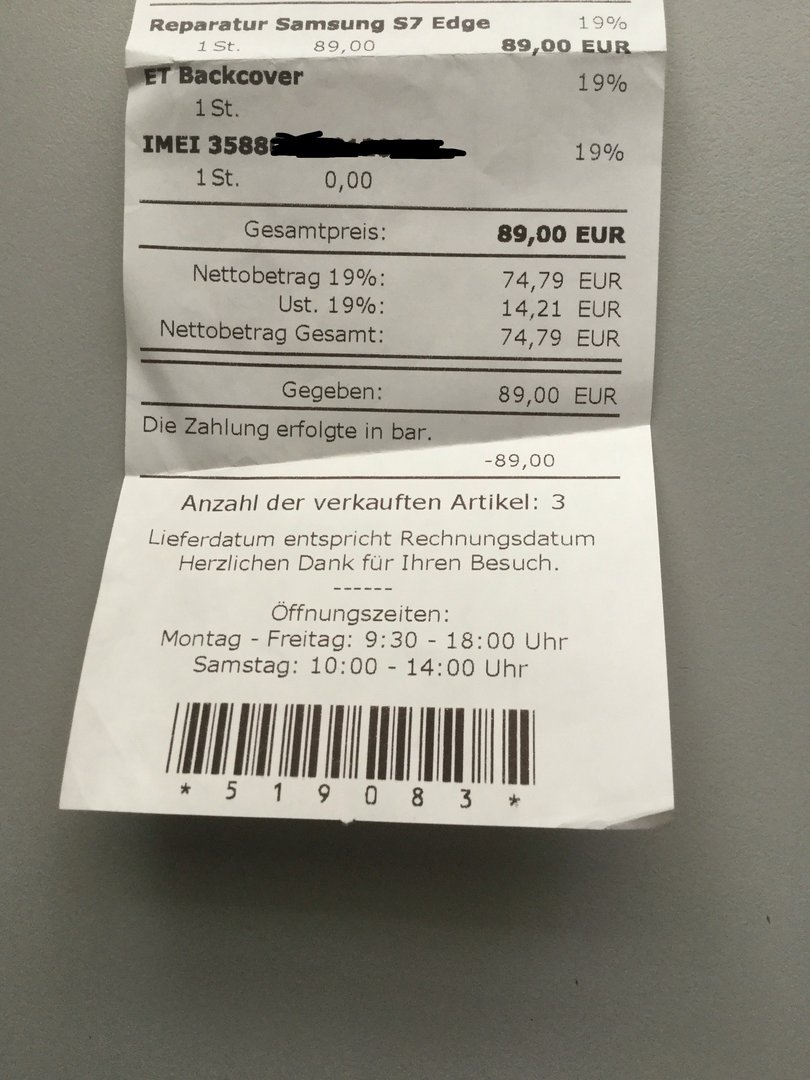 Reparatur Samsung S7 Edge 19%
1 St. 89,00 89,00 EUR
ET Backcover 19%
1 St.
IMEI 3588 19%
1 St. 0,00
Gesamtpreis: 89,00 EUR
Nettobetrag 19%: 74,79 EUR
Ust. 19%: 14,21 EUR
Nettobetrag Gesamt: 74,79 EUR
Gegeben: 89,00 EUR
Die Zahlung erfolgte in bar.
-89,00
Anzahl der verkauften Artikel: 3
Lieferdatum entspricht Rechnungsdatum
Herzlichen Dank für Ihren Besuch.
------
Öffnungszeiten:
Montag - Freitag: 9:30 - 18:00 Uhr
Samstag: 10:00 - 14:00 Uhr
* 5 1 9 0 8 3 *